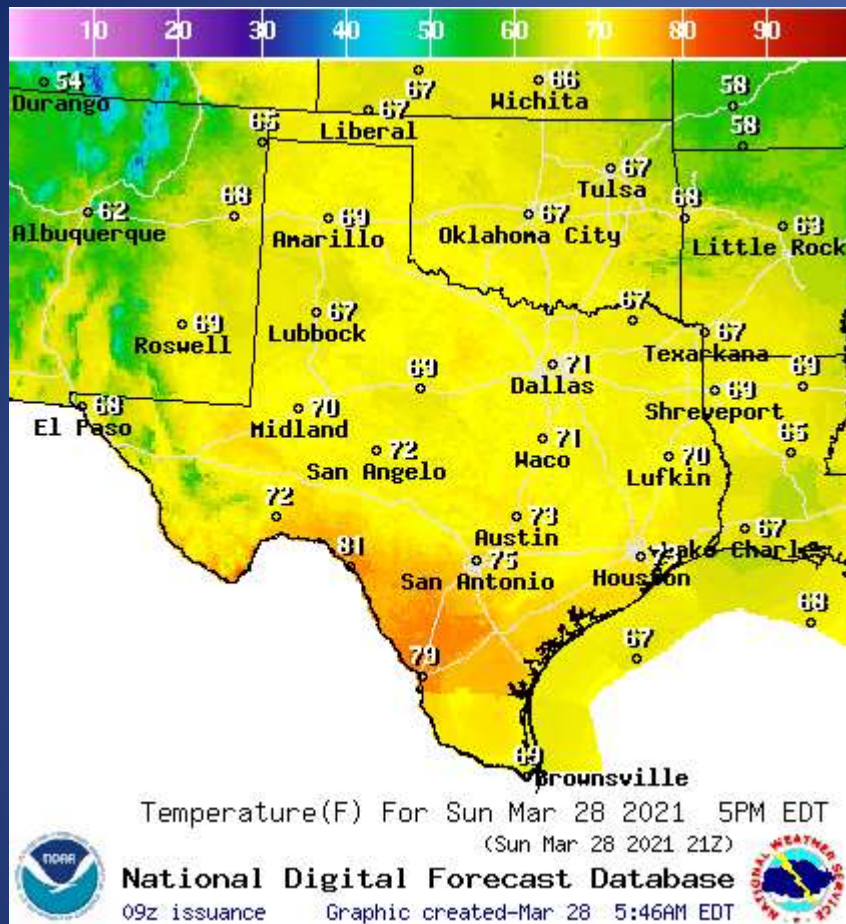 10 20 30 40 50 60 70 80 90
54
Durango
67
66
Wichita
58
67
Liberal
65
58
67
Tulsa
62
Albuquerque
68
69
Amarillo
67
Oklahoma City
68
63
Little Rock
69
Roswell
67
Lubbock
67
67
Texarkana
71
Dallas
69
69
69
Shreveport
68
El Paso
70
Midland
72
San Angelo
71
Waco
70
Lufkin
65
72
73
Austin
67
Lake Charles
81
75
San Antonio
Houston
79
67
68
69
Brownsville
Temperature(F) For Sun Mar 28 2021 5PM EDT
(Sun Mar 28 2021 21Z)
NOAA
National Digital Forecast Database
09z issuance Graphic created-Mar 28 5:46AM EDT
NATIONAL WEATHER SERVICE